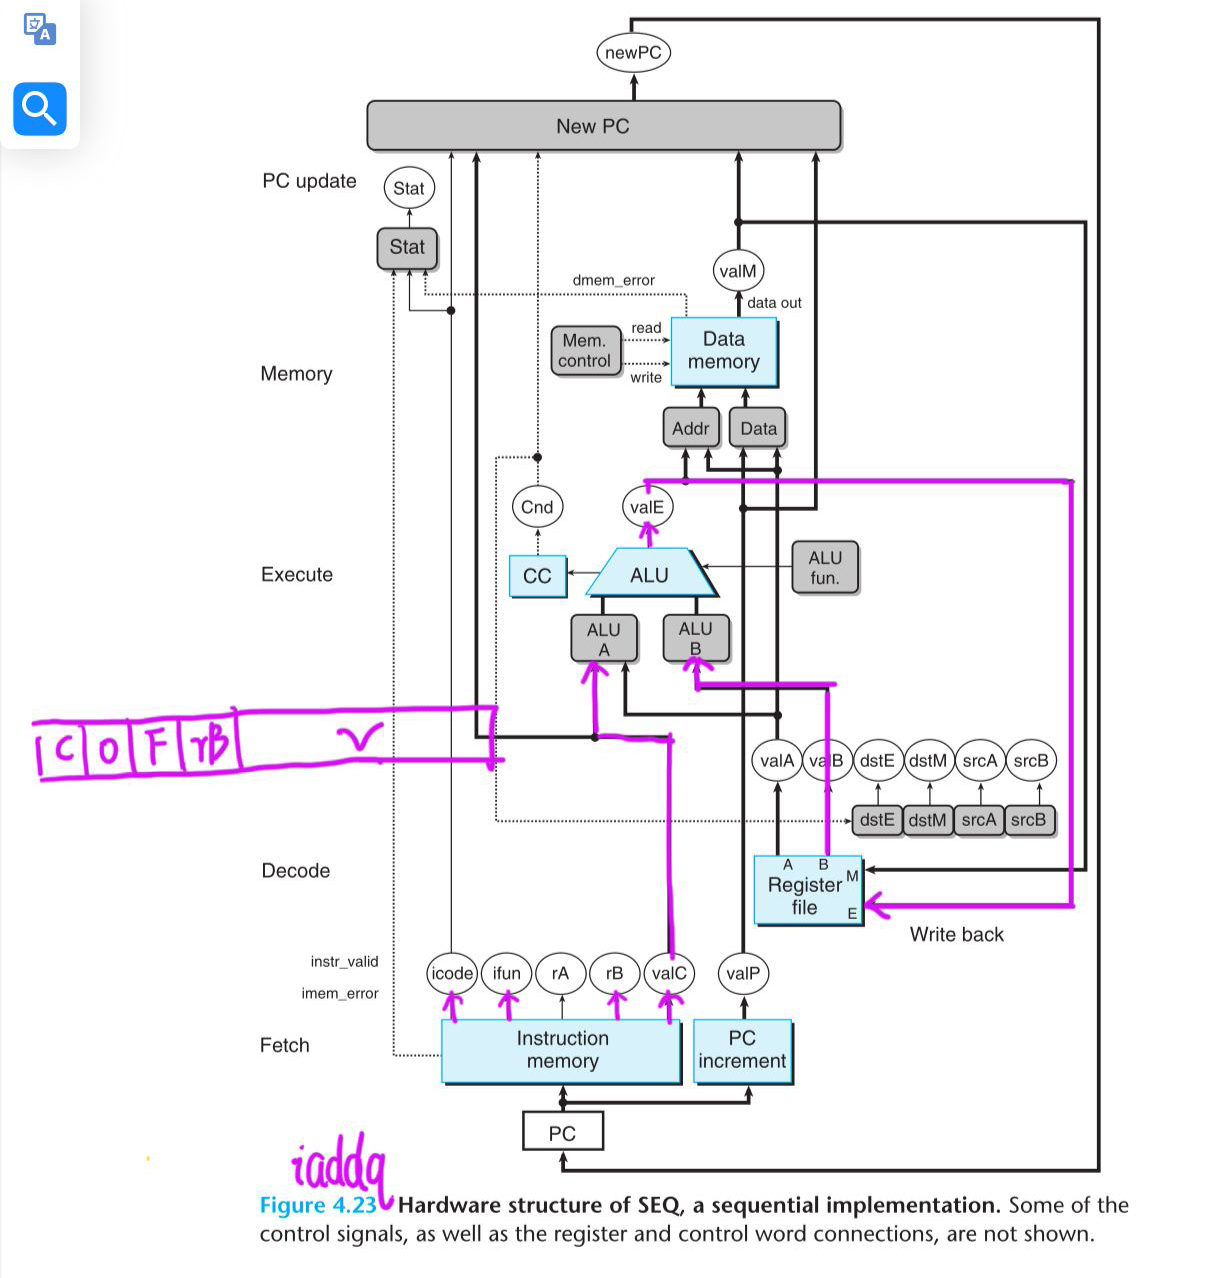 newPC
New PC
PC update
Stat
Stat
valM
dmem_error
data out
read
Mem.
control
Data
memory
Memory
write
Addr
Data
Cnd
valE
ALU
fun.
Execute
CC
ALU
ALU
A
ALU
B
C 0 F rB V
valA valB dstE dstM srcA srcB
dstE dstM srcA srcB
Decode
A B
M
Register
file
E
Write back
instr_valid
icode ifun rA rB valC valP
imem_error
Fetch
Instruction
memory
PC
increment
PC
iaddq
Figure 4.23 Hardware structure of SEQ, a sequential implementation. Some of the
control signals, as well as the register and control word connections, are not shown.